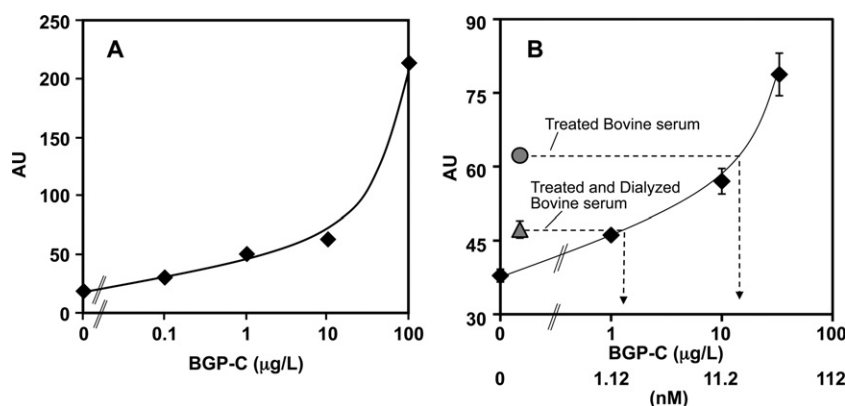 A
AU
250
200
150
100
50
0
0 0.1 1 10 100
BGP-C (μg/L)
B
AU
90
75
60
45
30
Treated Bovine serum
Treated and Dialyzed
Bovine serum
0 1 10 100
BGP-C (μg/L)
0 1.12 11.2 112
(nM)